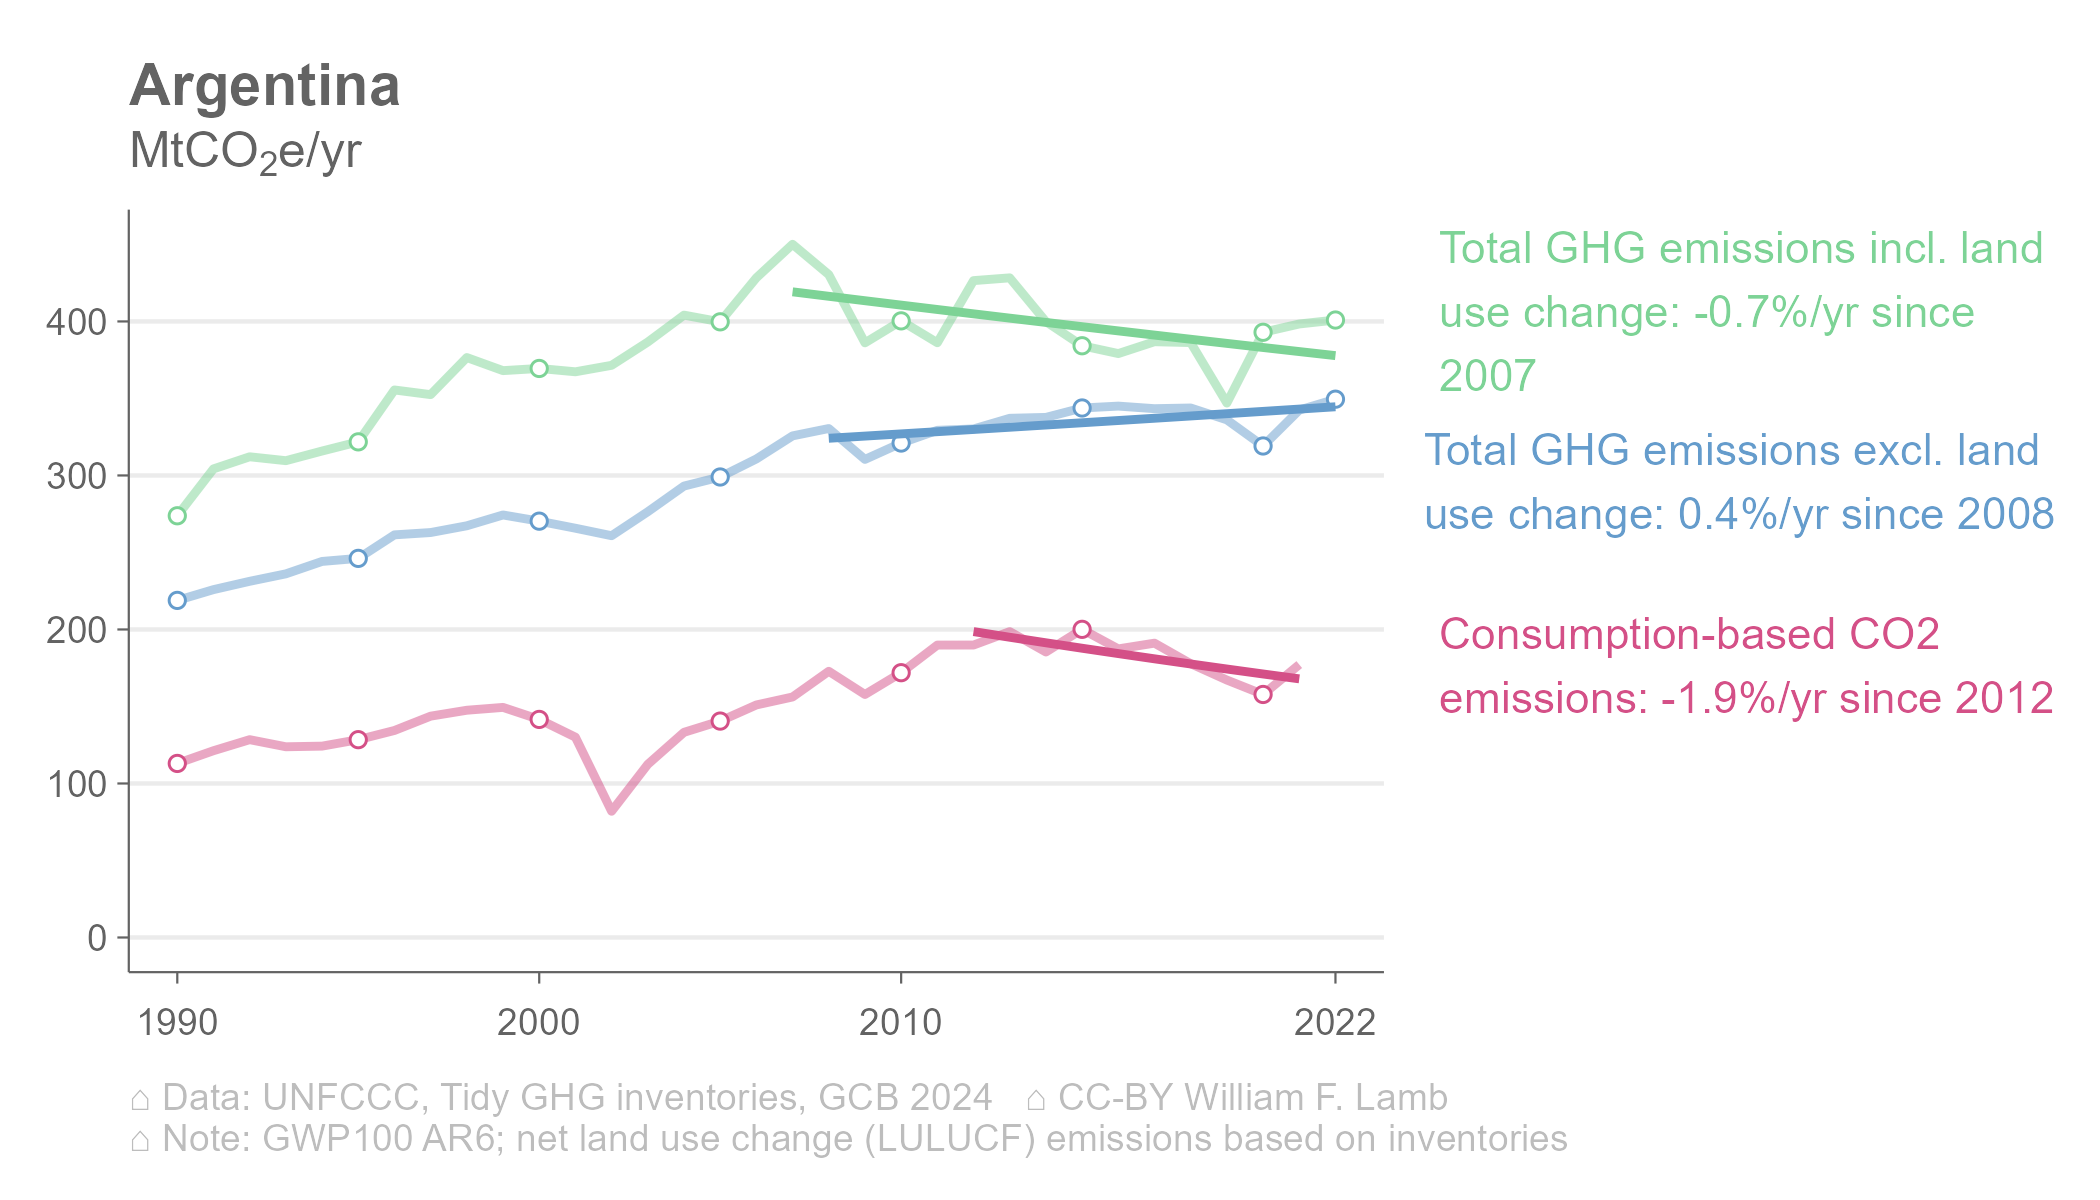 Argentina
MtCO₂e/yr
Total GHG emissions incl. land
use change: -0.7%/yr since
2007
Total GHG emissions excl. land
use change: 0.4%/yr since 2008
Consumption-based CO2
emissions: -1.9%/yr since 2012
400
300
200
100
0
1990 2000 2010 2022
⌂ Data: UNFCCC, Tidy GHG inventories, GCB 2024 ⌂ CC-BY William F. Lamb
⌂ Note: GWP100 AR6; net land use change (LULUCF) emissions based on inventories